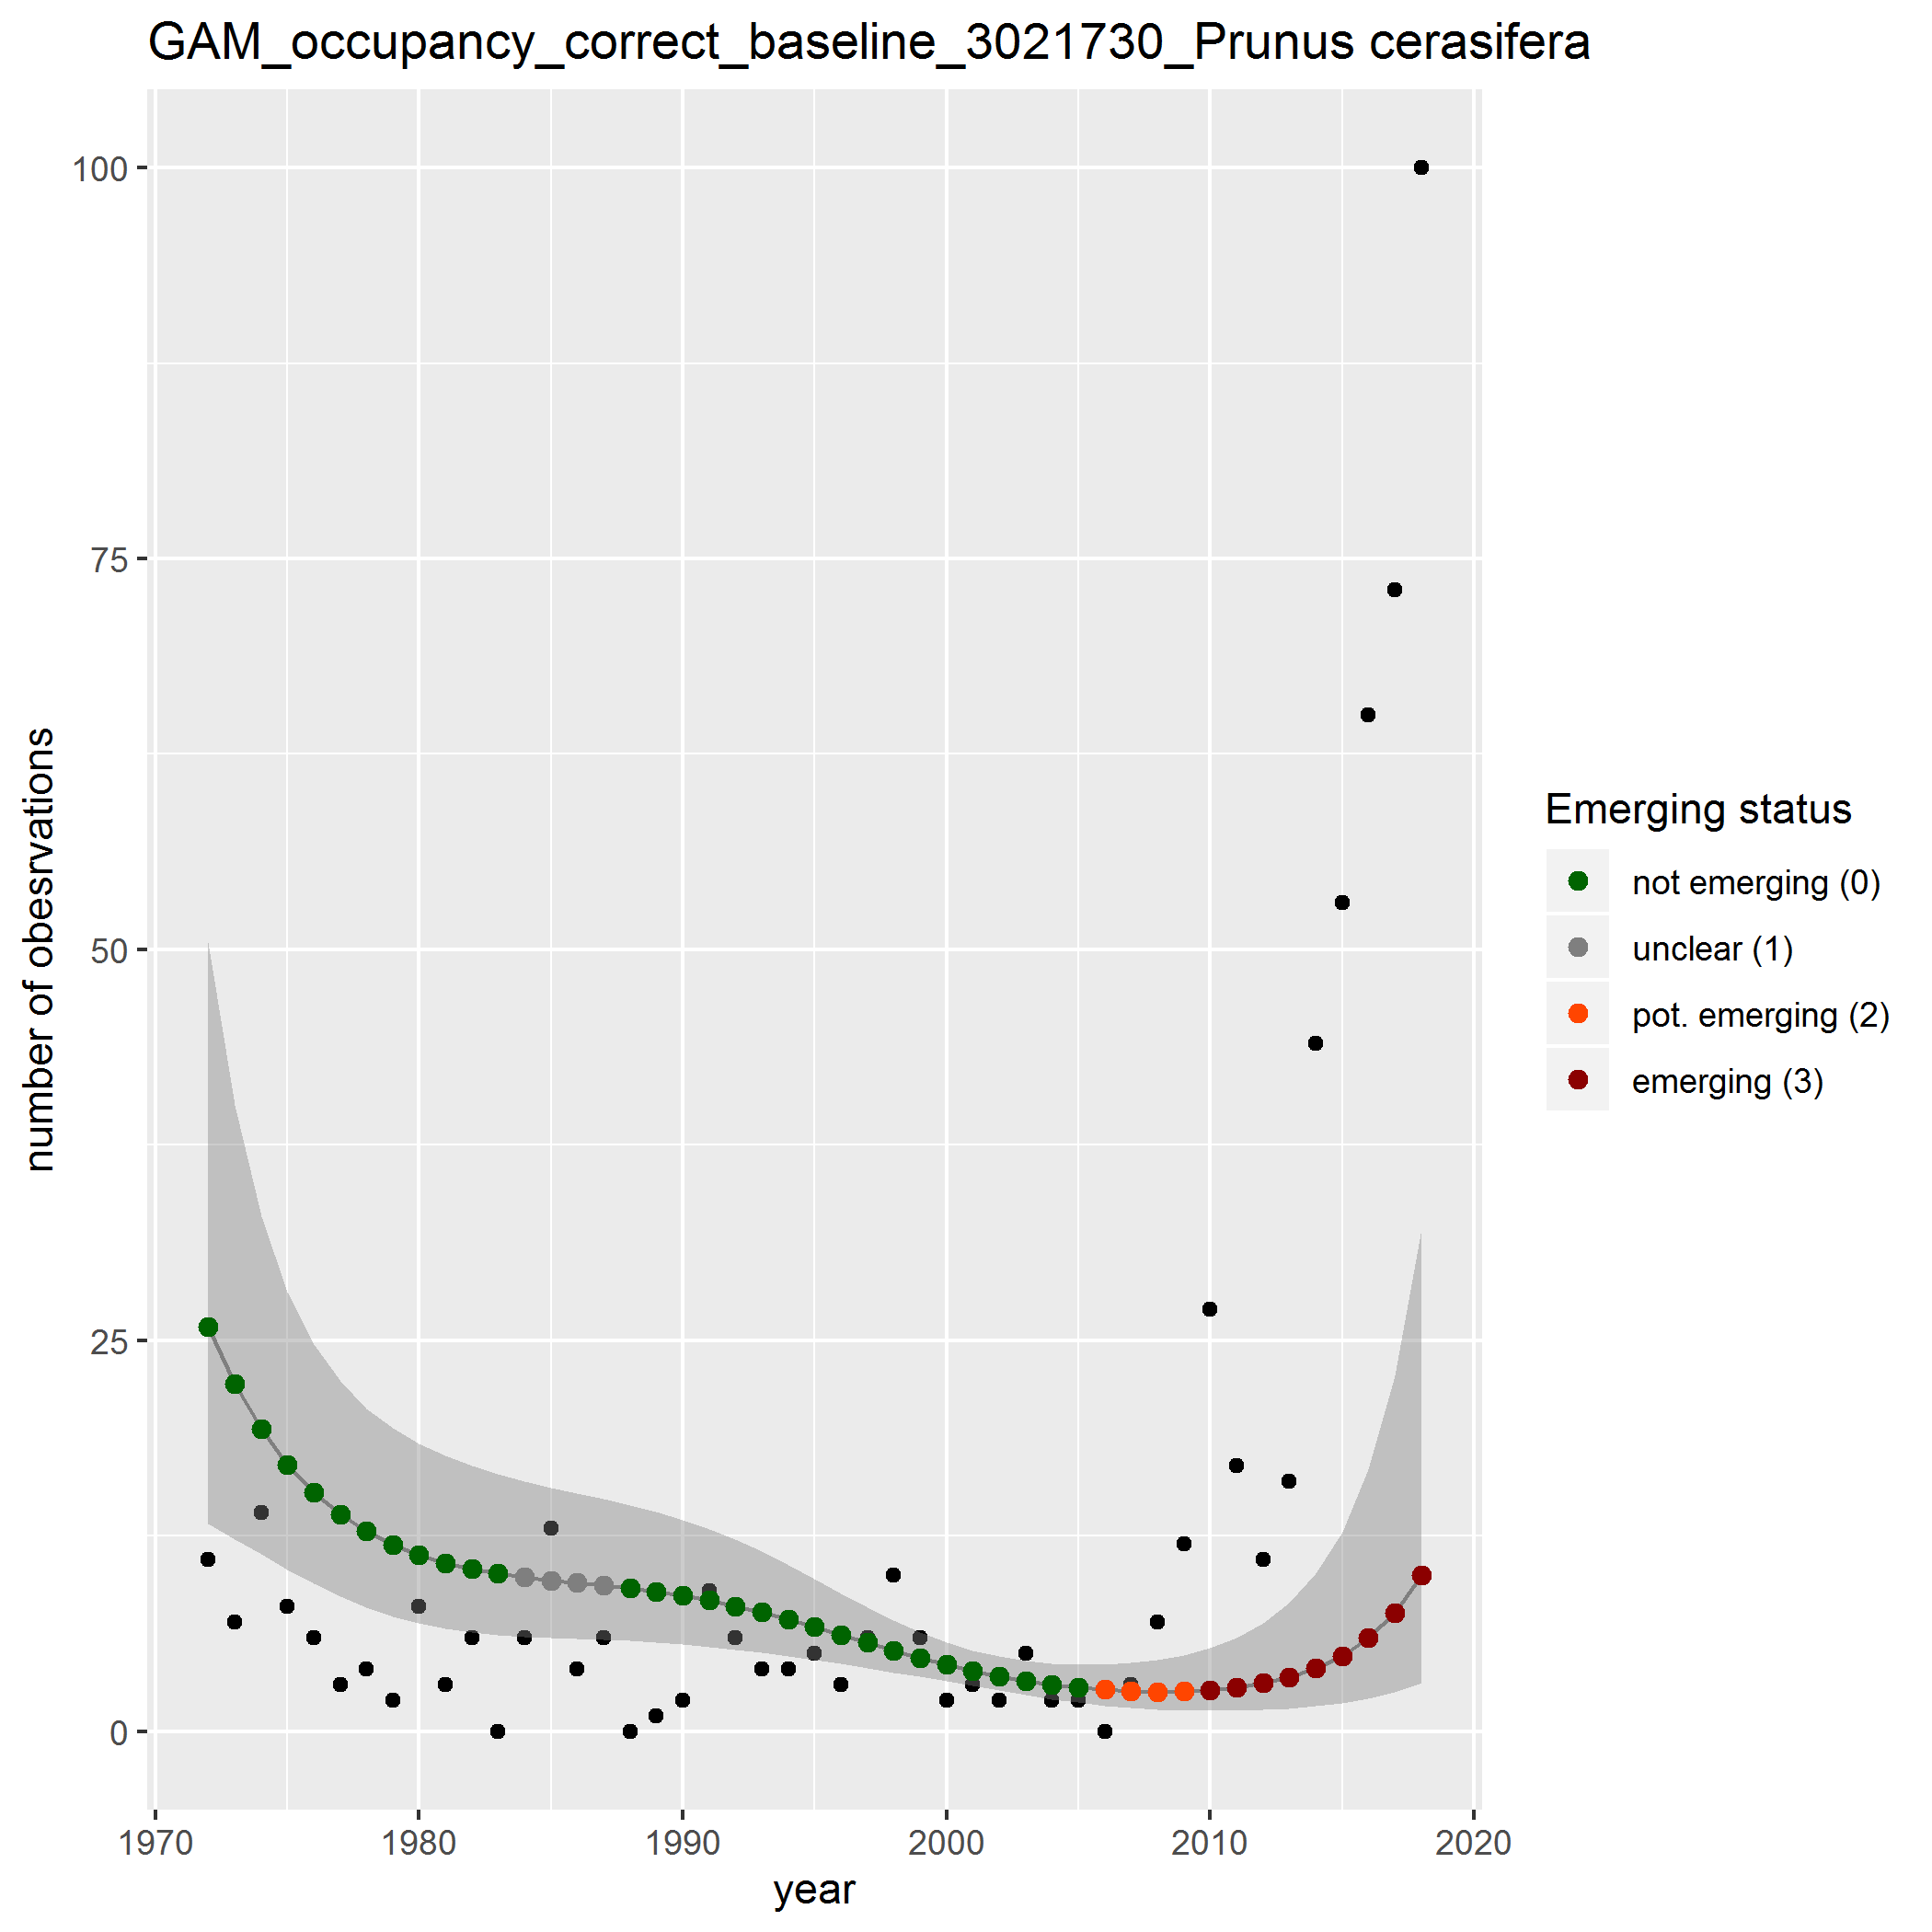 GAM_occupancy_correct_baseline_3021730_Prunus cerasifera
100
75
50
25
0
number of obesrvations
1970 1980 1990 2000 2010 2020
year
Emerging status
not emerging (0)
unclear (1)
pot. emerging (2)
emerging (3)